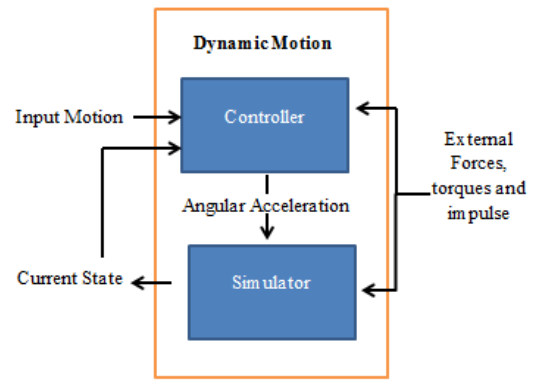 Dynamic Motion
Input Motion
Controller
External
Forces,
torques and
impulse
Angular Acceleration
Current State
Simulator